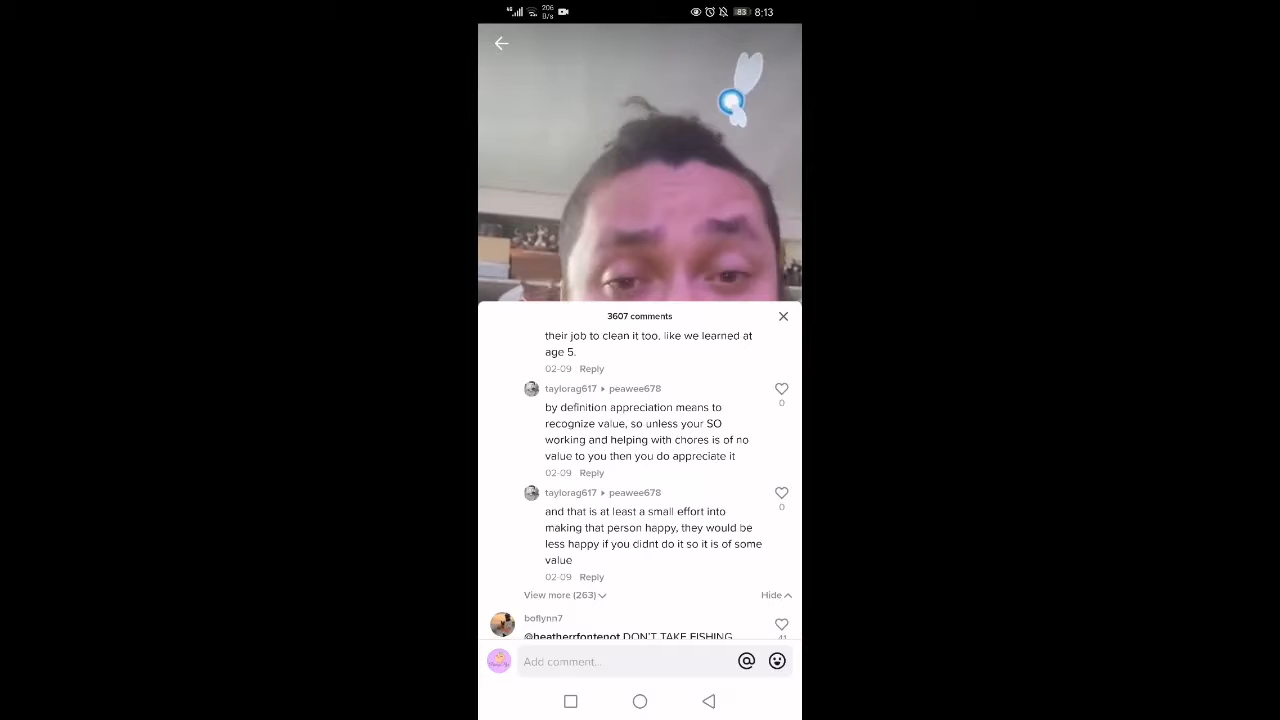 4G 206 B/s 83 8:13
3607 comments
their job to clean it too, like we learned at
age 5.
02-09 Reply
taylorag617 ▸ peawee678
by definition appreciation means to
recognize value, so unless your SO
working and helping with chores is of no
value to you then you do appreciate it
0
02-09 Reply
taylorag617 ▸ peawee678
and that is at least a small effort into
making that person happy, they would be
less happy if you didnt do it so it is of some
value
0
02-09 Reply
View more (263) Hide
boflynn7
@heatherrfontenot DON'T TAKE FISHING
41
Add comment...